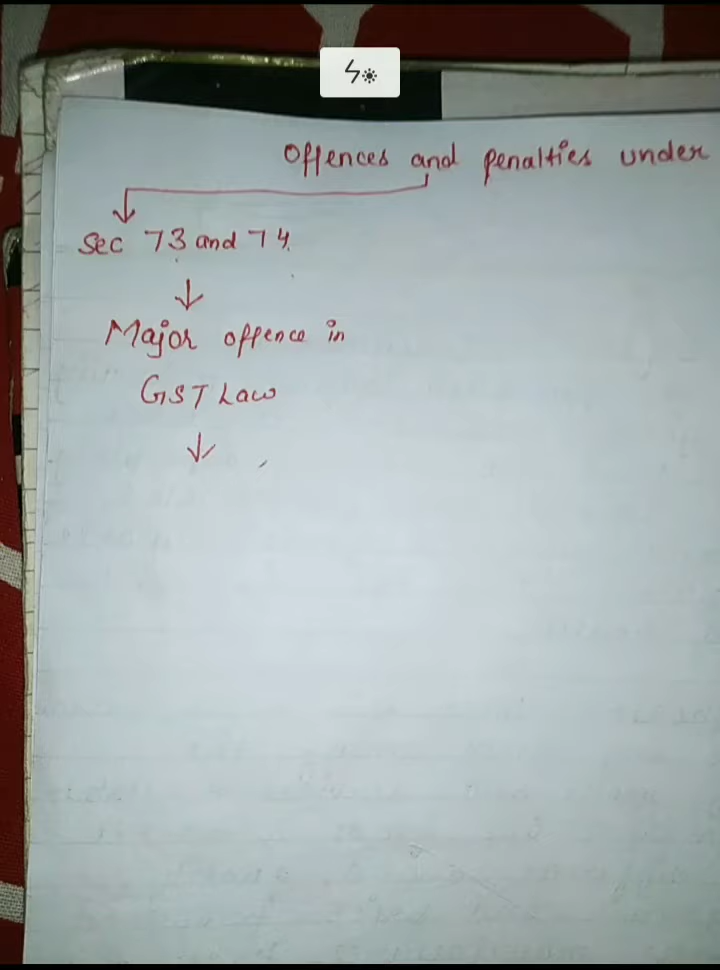 Offences and penalties under
Sec 73 and 74
Major offence in
GST Law